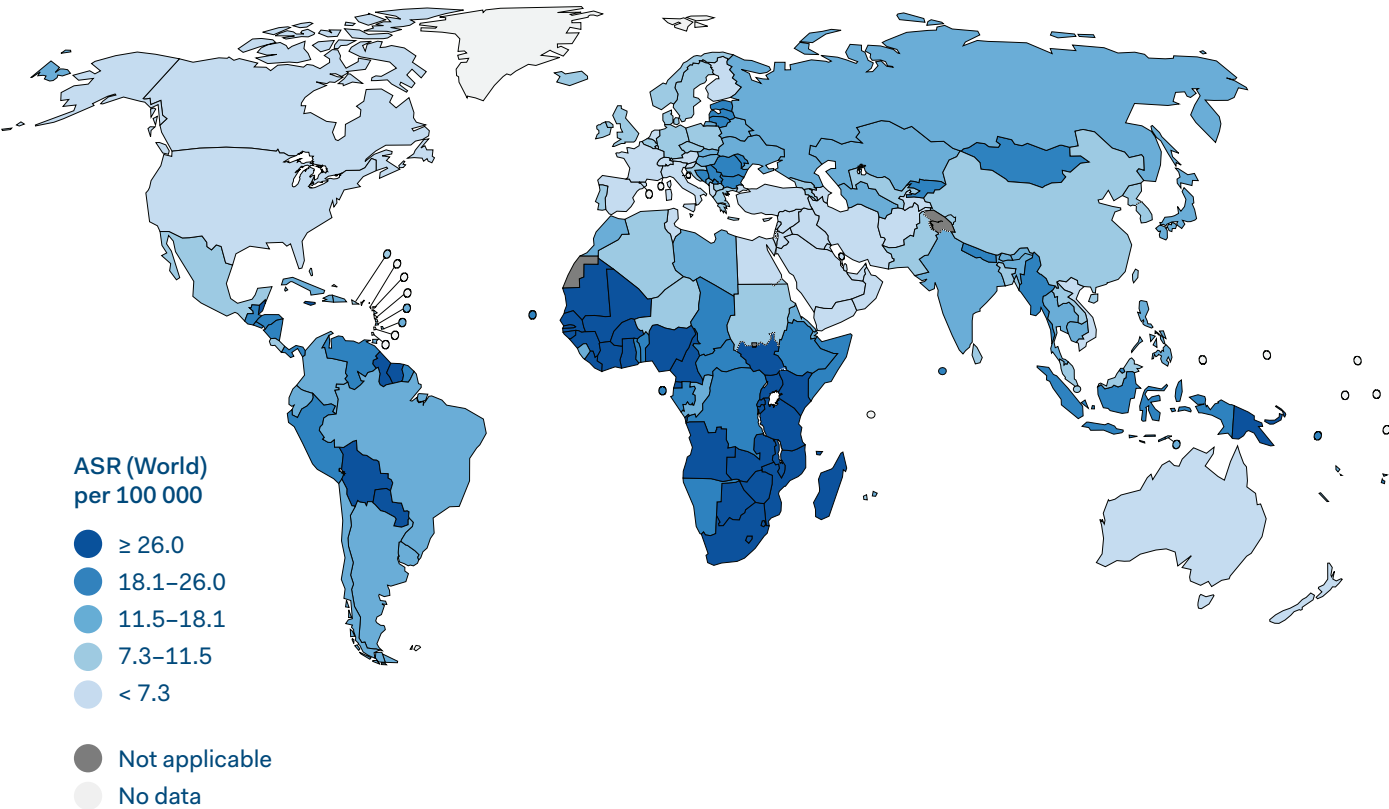 ASR (World)
per 100 000
≥ 26.0
18.1–26.0
11.5–18.1
7.3–11.5
< 7.3
Not applicable
No data